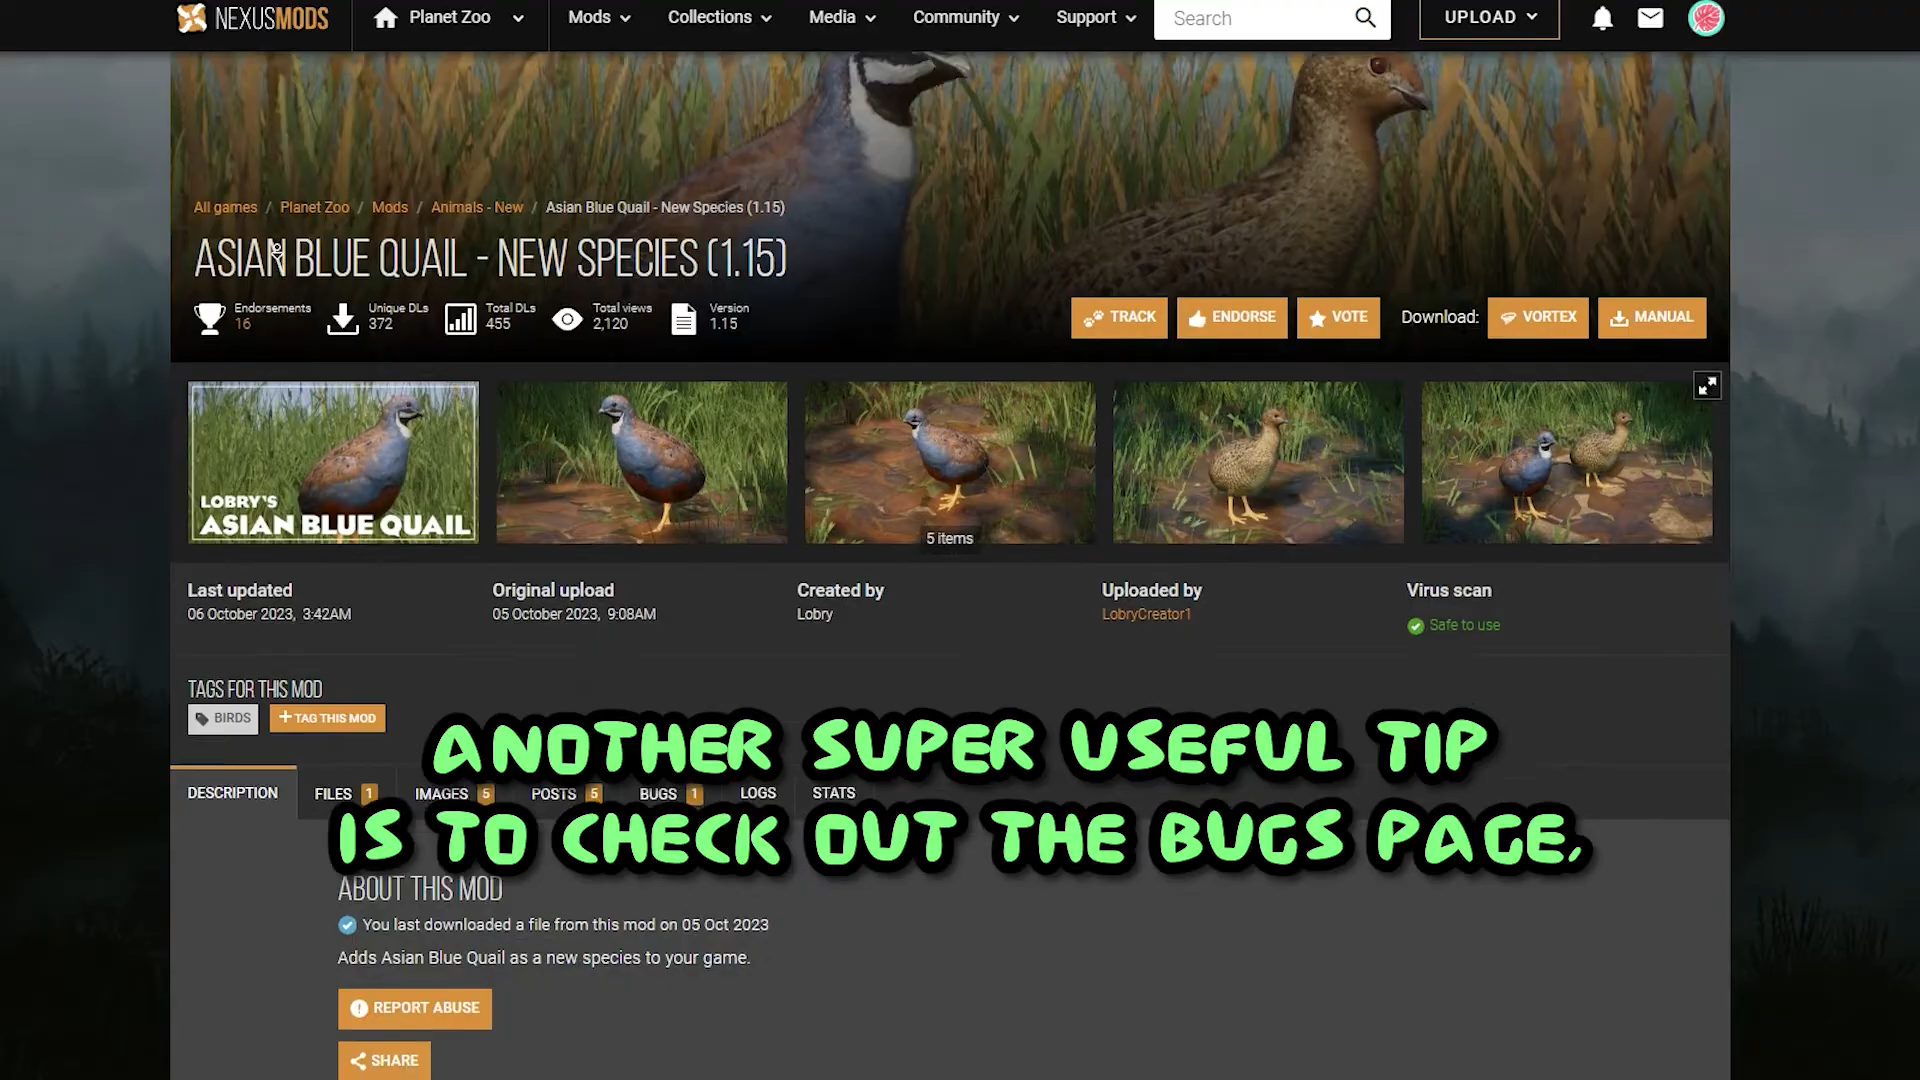 NEXUSMODS
Planet Zoo
Mods
Collections
Media
Community
Support
Search
UPLOAD
All games / Planet Zoo / Mods / Animals - New / Asian Blue Quail - New Species (1.15)
ASIAN BLUE QUAIL - NEW SPECIES (1.15)
Endorsements
16
Unique DLs
372
Total DLs
455
Total views
2,120
Version
1.15
TRACK
ENDORSE
VOTE
Download:
VORTEX
MANUAL
LOBRY'S
ASIAN BLUE QUAIL
5 items
Last updated
06 October 2023, 3:42AM
Original upload
05 October 2023, 9:08AM
Created by
Lobry
Uploaded by
LobryCreator1
Virus scan
Safe to use
TAGS FOR THIS MOD
BIRDS
+ TAG THIS MOD
ANOTHER SUPER USEFUL TIP
IS TO CHECK OUT THE BUGS PAGE,
DESCRIPTION
FILES 1
IMAGES 5
POSTS 5
BUGS 1
LOGS
STATS
ABOUT THIS MOD
You last downloaded a file from this mod on 05 Oct 2023
Adds Asian Blue Quail as a new species to your game.
REPORT ABUSE
SHARE